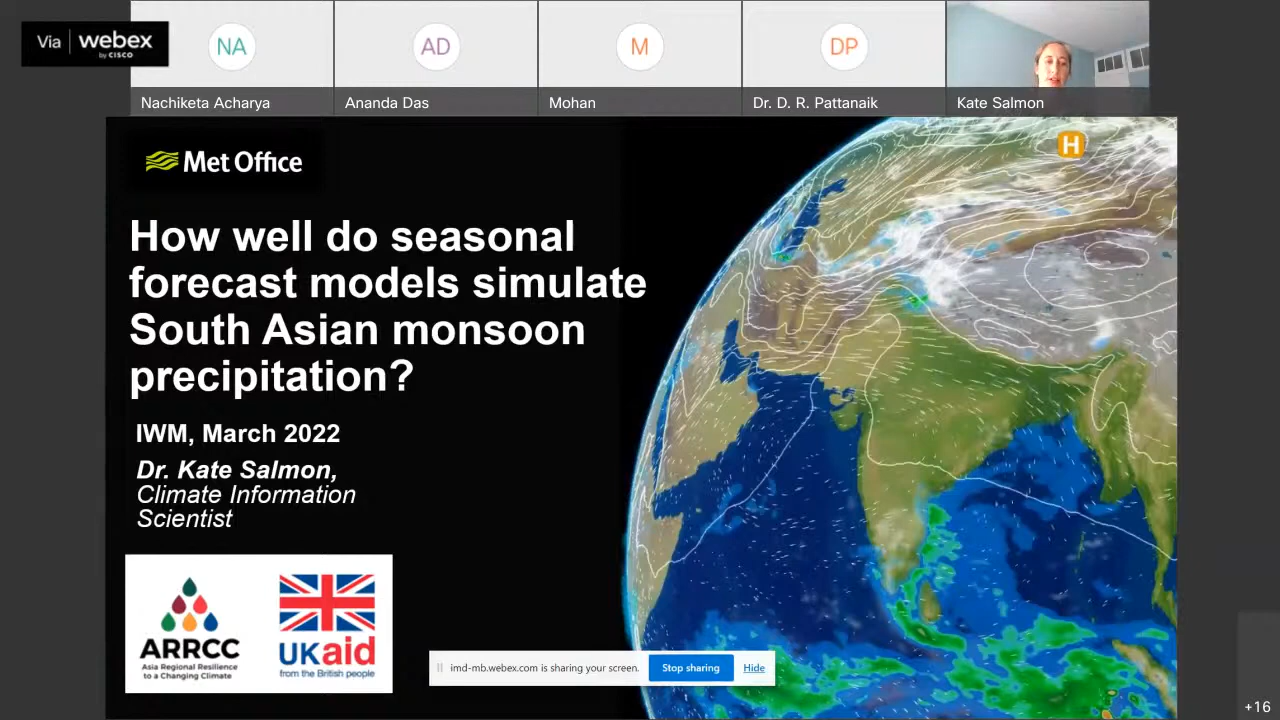 Via webex
by CISCO
NA
AD
M
DP
Nachiketa Acharya
Ananda Das
Mohan
Dr. D. R. Pattanaik
Kate Salmon
Met Office
H
How well do seasonal
forecast models simulate
South Asian monsoon
precipitation?
IWM, March 2022
Dr. Kate Salmon,
Climate Information
Scientist
ARRCC
Asia Regional Resilience
to a Changing Climate
UKaid
from the British people
imd-mb.webex.com is sharing your screen.
Stop sharing
Hide
+16